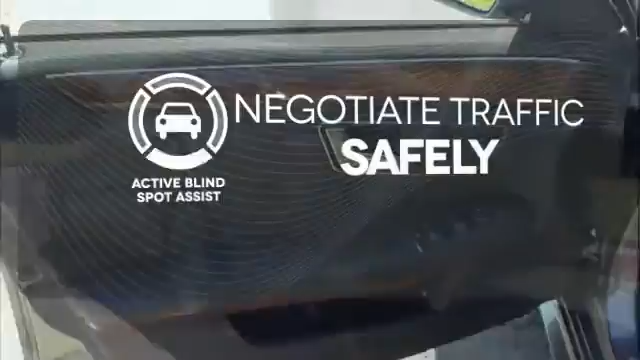 NEGOTIATE TRAFFIC
SAFELY
ACTIVE BLIND
SPOT ASSIST